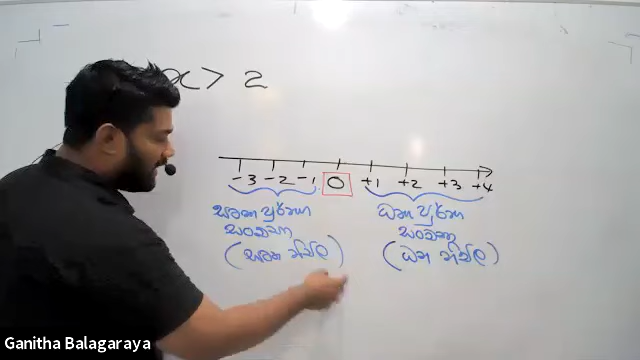 x > 2
-3 -2 -1 0 +1 +2 +3 +4
සෘණ පූර්ණ
සංඛ්‍යා
(සෘණ නිඛිල)
ධන පූර්ණ
සංඛ්‍යා
(ධන නිඛිල)
Ganitha Balagaraya